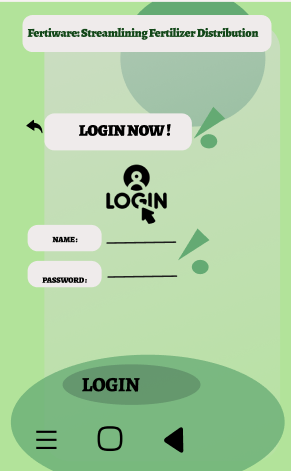 Fertiware: Streamlining Fertilizer Distribution
LOGIN NOW!
LOGIN
NAME:
PASSWORD:
LOGIN